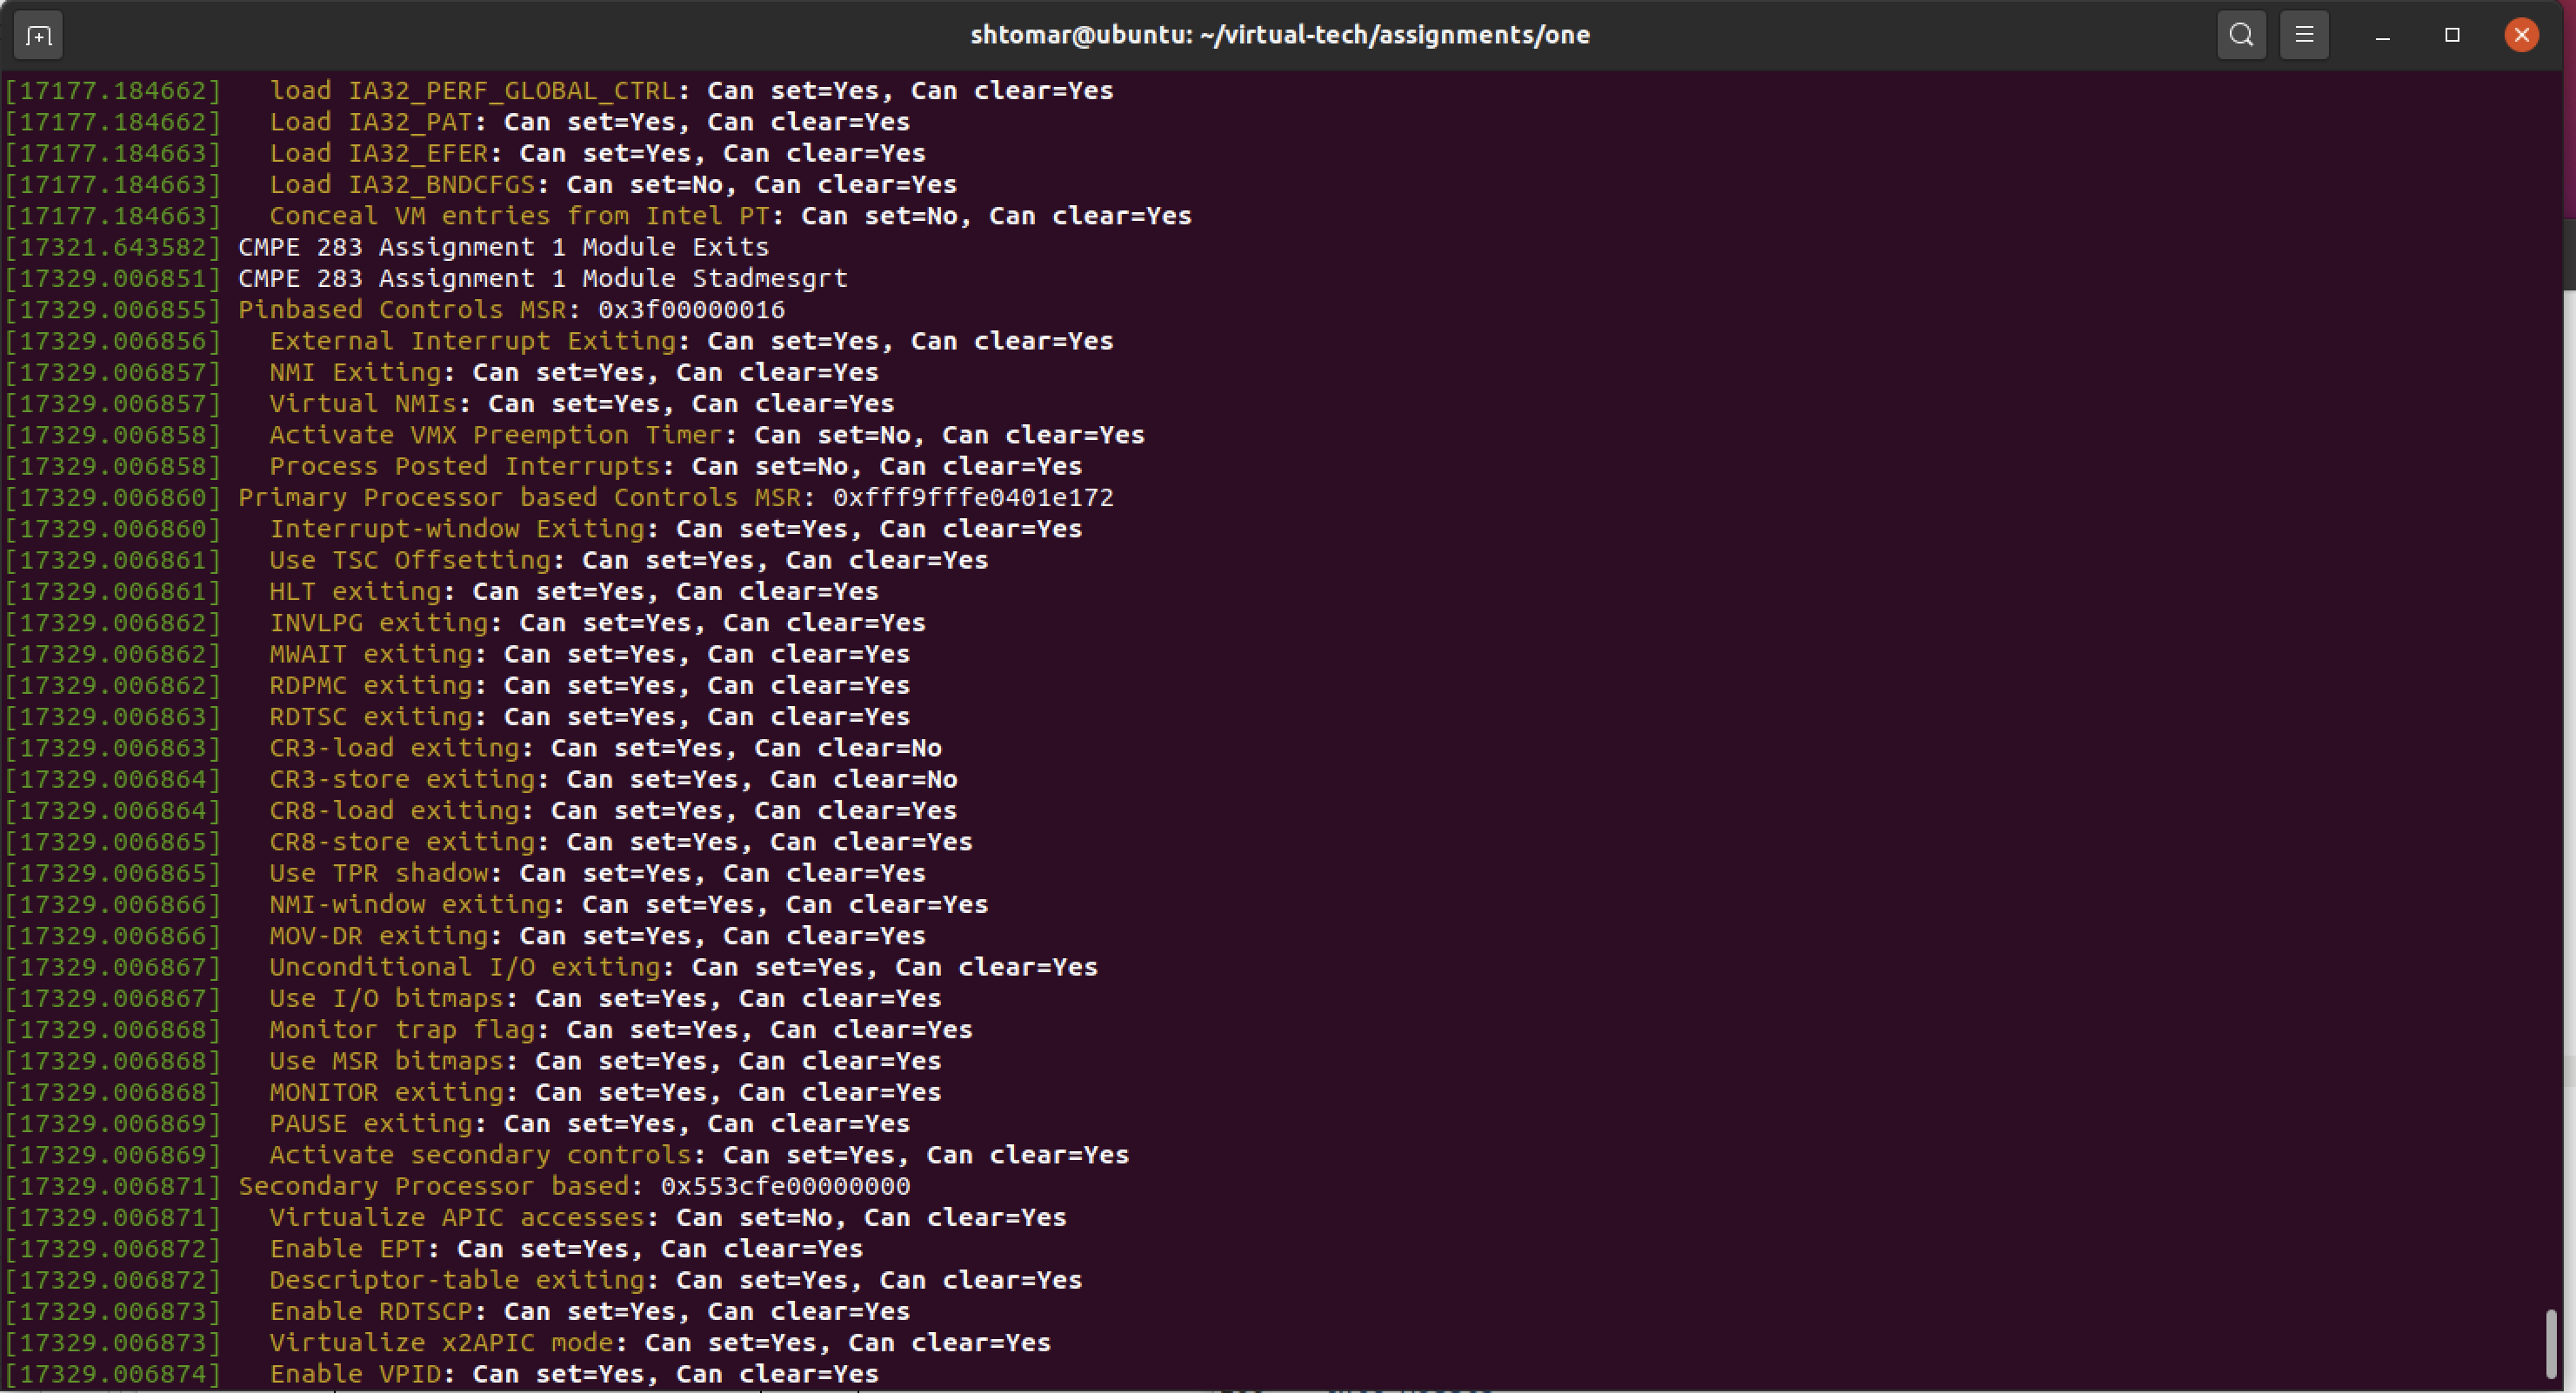 shtomar@ubuntu: ~/virtual-tech/assignments/one
[17177.184662]   load IA32_PERF_GLOBAL_CTRL: Can set=Yes, Can clear=Yes
[17177.184662]   Load IA32_PAT: Can set=Yes, Can clear=Yes
[17177.184663]   Load IA32_EFER: Can set=Yes, Can clear=Yes
[17177.184663]   Load IA32_BNDCFGS: Can set=No, Can clear=Yes
[17177.184663]   Conceal VM entries from Intel PT: Can set=No, Can clear=Yes
[17321.643582] CMPE 283 Assignment 1 Module Exits
[17329.006851] CMPE 283 Assignment 1 Module Stadmesgrt
[17329.006855] Pinbased Controls MSR: 0x3f00000016
[17329.006856]   External Interrupt Exiting: Can set=Yes, Can clear=Yes
[17329.006857]   NMI Exiting: Can set=Yes, Can clear=Yes
[17329.006857]   Virtual NMIs: Can set=Yes, Can clear=Yes
[17329.006858]   Activate VMX Preemption Timer: Can set=No, Can clear=Yes
[17329.006858]   Process Posted Interrupts: Can set=No, Can clear=Yes
[17329.006860] Primary Processor based Controls MSR: 0xfff9fffe0401e172
[17329.006860]   Interrupt-window Exiting: Can set=Yes, Can clear=Yes
[17329.006861]   Use TSC Offsetting: Can set=Yes, Can clear=Yes
[17329.006861]   HLT exiting: Can set=Yes, Can clear=Yes
[17329.006862]   INVLPG exiting: Can set=Yes, Can clear=Yes
[17329.006862]   MWAIT exiting: Can set=Yes, Can clear=Yes
[17329.006862]   RDPMC exiting: Can set=Yes, Can clear=Yes
[17329.006863]   RDTSC exiting: Can set=Yes, Can clear=Yes
[17329.006863]   CR3-load exiting: Can set=Yes, Can clear=No
[17329.006864]   CR3-store exiting: Can set=Yes, Can clear=No
[17329.006864]   CR8-load exiting: Can set=Yes, Can clear=Yes
[17329.006865]   CR8-store exiting: Can set=Yes, Can clear=Yes
[17329.006865]   Use TPR shadow: Can set=Yes, Can clear=Yes
[17329.006866]   NMI-window exiting: Can set=Yes, Can clear=Yes
[17329.006866]   MOV-DR exiting: Can set=Yes, Can clear=Yes
[17329.006867]   Unconditional I/O exiting: Can set=Yes, Can clear=Yes
[17329.006867]   Use I/O bitmaps: Can set=Yes, Can clear=Yes
[17329.006868]   Monitor trap flag: Can set=Yes, Can clear=Yes
[17329.006868]   Use MSR bitmaps: Can set=Yes, Can clear=Yes
[17329.006868]   MONITOR exiting: Can set=Yes, Can clear=Yes
[17329.006869]   PAUSE exiting: Can set=Yes, Can clear=Yes
[17329.006869]   Activate secondary controls: Can set=Yes, Can clear=Yes
[17329.006871] Secondary Processor based: 0x553cfe00000000
[17329.006871]   Virtualize APIC accesses: Can set=No, Can clear=Yes
[17329.006872]   Enable EPT: Can set=Yes, Can clear=Yes
[17329.006872]   Descriptor-table exiting: Can set=Yes, Can clear=Yes
[17329.006873]   Enable RDTSCP: Can set=Yes, Can clear=Yes
[17329.006873]   Virtualize x2APIC mode: Can set=Yes, Can clear=Yes
[17329.006874]   Enable VPID: Can set=Yes, Can clear=Yes